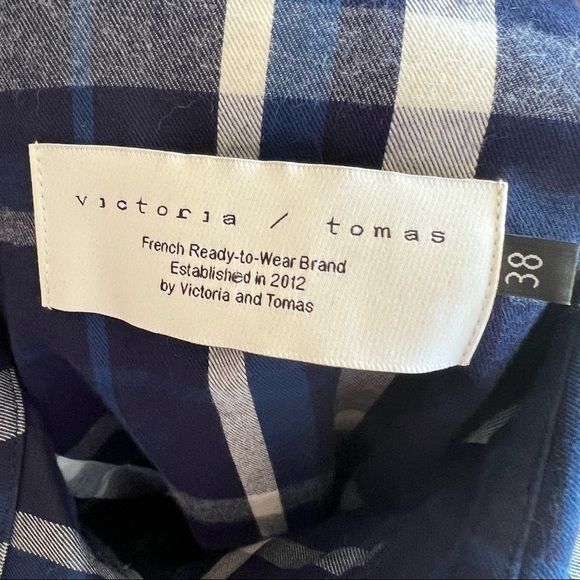 victoria / tomas
French Ready-to-Wear Brand
Established in 2012
by Victoria and Tomas
38